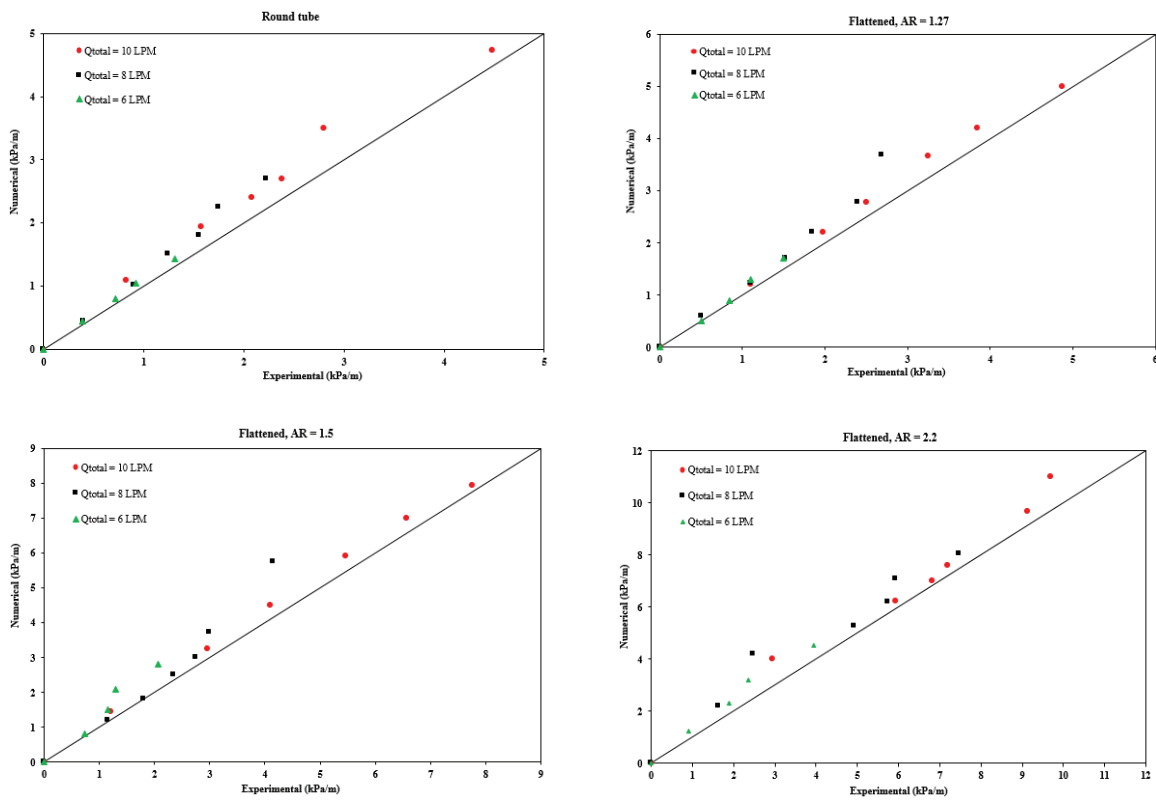 Round tube
Qtotal = 10 LPM
Qtotal = 8 LPM
Qtotal = 6 LPM
Numerical (kPa/m)
5
4
3
2
1
0
0 1 2 3 4 5
Experimental (kPa/m)
Flattened, AR = 1.27
Qtotal = 10 LPM
Qtotal = 8 LPM
Qtotal = 6 LPM
Numerical (kPa/m)
6
5
4
3
2
1
0
0 1 2 3 4 5 6
Experimental (kPa/m)
Flattened, AR = 1.5
Qtotal = 10 LPM
Qtotal = 8 LPM
Qtotal = 6 LPM
Numerical (kPa/m)
9
8
7
6
5
4
3
2
1
0
0 1 2 3 4 5 6 7 8 9
Experimental (kPa/m)
Flattened, AR = 2.2
Qtotal = 10 LPM
Qtotal = 8 LPM
Qtotal = 6 LPM
Numerical (kPa/m)
12
10
8
6
4
2
0
0 1 2 3 4 5 6 7 8 9 10 11 12
Experimental (kPa/m)